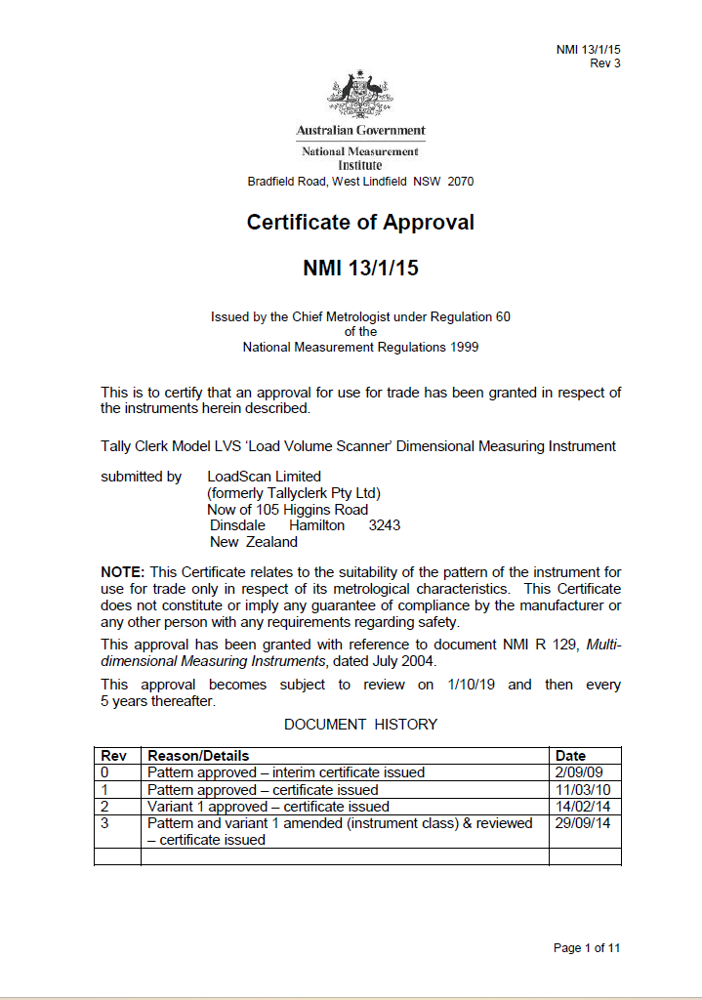 NMI 13/1/15
Rev 3
Australian Government
National Measurement
Institute
Bradfield Road, West Lindfield NSW 2070
Certificate of Approval
NMI 13/1/15
Issued by the Chief Metrologist under Regulation 60
of the
National Measurement Regulations 1999
This is to certify that an approval for use for trade has been granted in respect of
the instruments herein described.
Tally Clerk Model LVS ‘Load Volume Scanner’ Dimensional Measuring Instrument
submitted by LoadScan Limited
(formerly Tallyclerk Pty Ltd)
Now of 105 Higgins Road
Dinsdale Hamilton 3243
New Zealand
NOTE: This Certificate relates to the suitability of the pattern of the instrument for
use for trade only in respect of its metrological characteristics. This Certificate
does not constitute or imply any guarantee of compliance by the manufacturer or
any other person with any requirements regarding safety.
This approval has been granted with reference to document NMI R 129, Multi-
dimensional Measuring Instruments, dated July 2004.
This approval becomes subject to review on 1/10/19 and then every
5 years thereafter.
DOCUMENT HISTORY
Rev Reason/Details Date
0 Pattern approved – interim certificate issued 2/09/09
1 Pattern approved – certificate issued 11/03/10
2 Variant 1 approved – certificate issued 14/02/14
3 Pattern and variant 1 amended (instrument class) & reviewed 29/09/14
– certificate issued
Page 1 of 11